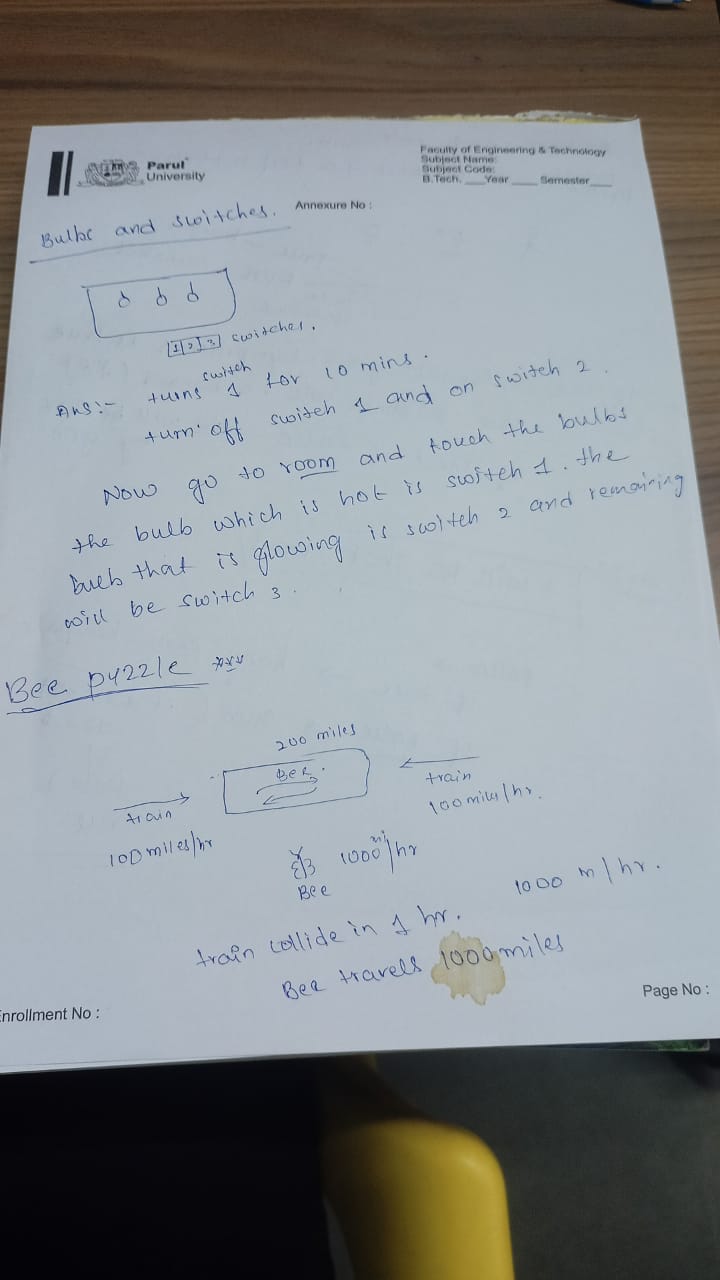 Parul
University
Faculty of Engineering & Technology
Subject Name:
Subject Code:
B.Tech. ___ Year ____ Semester ____
Annexure No :
Bulbs and switches.
1 2 3 switches.
switch
Ans:- turns 1 for 10 mins.
turn off switch 1 and on switch 2.
Now go to room and touch the bulbs
the bulb which is hot is switch 1. the
bulb that is glowing is switch 2 and remaining
will be switch 3.
Bee puzzle ***
200 miles
Bee
train
100 miles/hr
train
100 miles/hr.
1000 mi/hr
Bee
1000 m/hr.
train collide in 1 hr.
Bee travels 1000 miles
Enrollment No :
Page No :